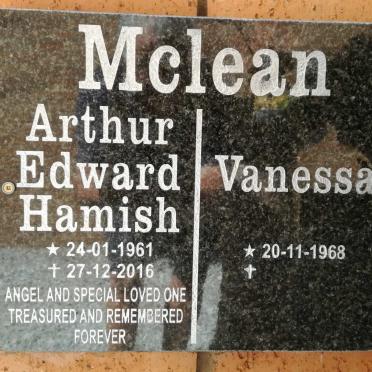 Mclean
Arthur
Edward
Hamish
★ 24-01-1961
✝ 27-12-2016
ANGEL AND SPECIAL LOVED ONE
TREASURED AND REMEMBERED
FOREVER
Vanessa
★ 20-11-1968
✝